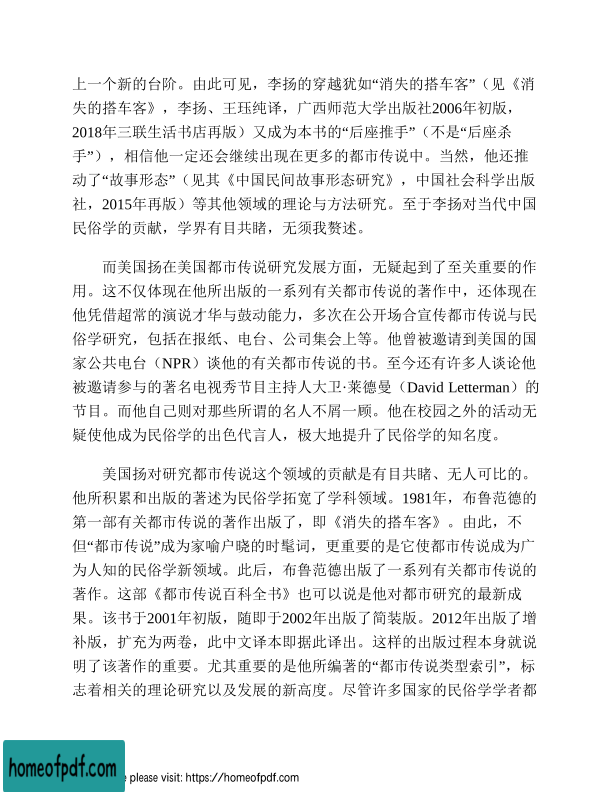 上一个新的台阶。由此可见，李扬的穿越犹如“消失的搭车客”（见《消
失的搭车客》，李扬、王珏纯译，广西师范大学出版社2006年初版，
2018年三联生活书店再版）又成为本书的“后座推手”（不是“后座杀
手”），相信他一定还会继续出现在更多的都市传说中。当然，他还推
动了“故事形态”（见其《中国民间故事形态研究》，中国社会科学出版
社，2015年再版）等其他领域的理论与方法研究。至于李扬对当代中国
民俗学的贡献，学界有目共睹，无须我赘述。
而美国扬在美国都市传说研究发展方面，无疑起到了至关重要的作
用。这不仅体现在他所出版的一系列有关都市传说的著作中，还体现在
他凭借超常的演说才华与鼓动能力，多次在公开场合宣传都市传说与民
俗学研究，包括在报纸、电台、公司集会上等。他曾被邀请到美国的国
家公共电台（NPR）谈他的有关都市传说的书。至今还有许多人谈论他
被邀请参与的著名电视秀节目主持人大卫·莱德曼（David Letterman）的
节目。而他自己则对那些所谓的名人不屑一顾。他在校园之外的活动无
疑使他成为民俗学的出色代言人，极大地提升了民俗学的知名度。
美国扬对研究都市传说这个领域的贡献是有目共睹、无人可比的。
他所积累和出版的著述为民俗学拓宽了学科领域。1981年，布鲁范德的
第一部有关都市传说的著作出版了，即《消失的搭车客》。由此，不
但“都市传说”成为家喻户晓的时髦词，更重要的是它使都市传说成为广
为人知的民俗学新领域。此后，布鲁范德出版了一系列有关都市传说的
著作。这部《都市传说百科全书》也可以说是他对都市研究的最新成
果。该书于2001年初版，随即于2002年出版了简装版。2012年出版了增
补版，扩充为两卷，此中文译本即据此译出。这样的出版过程本身就说
明了该著作的重要。尤其重要的是他所编著的“都市传说类型索引”，标
志着相关的理论研究以及发展的新高度。尽管许多国家的民俗学学者都
homeofpdf.com
please visit: https://homeofpdf.com